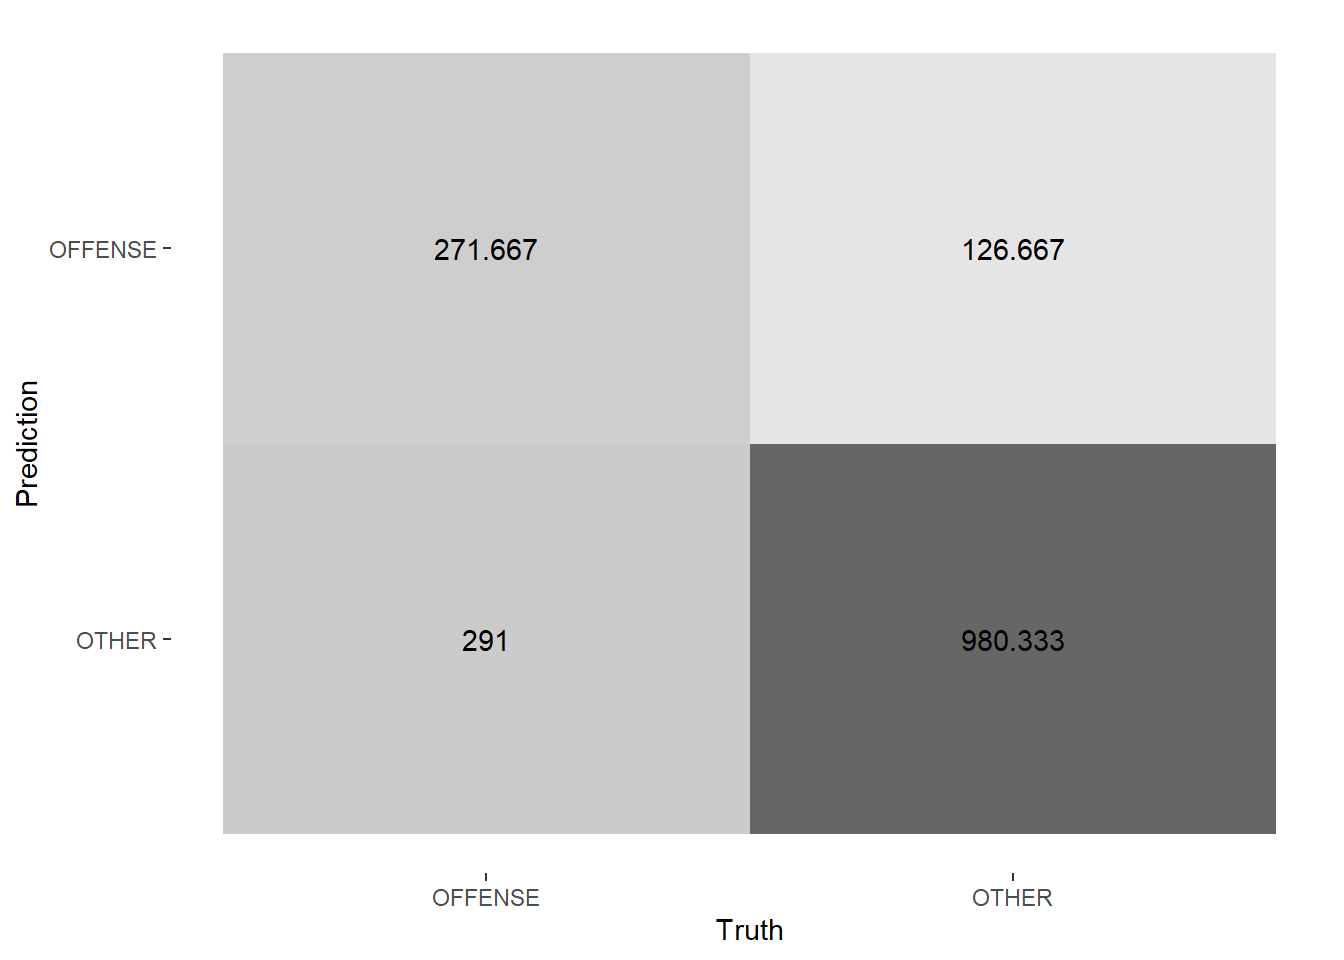 OFFENSE
271.667
126.667
Prediction
OTHER
291
980.333
OFFENSE
OTHER
Truth